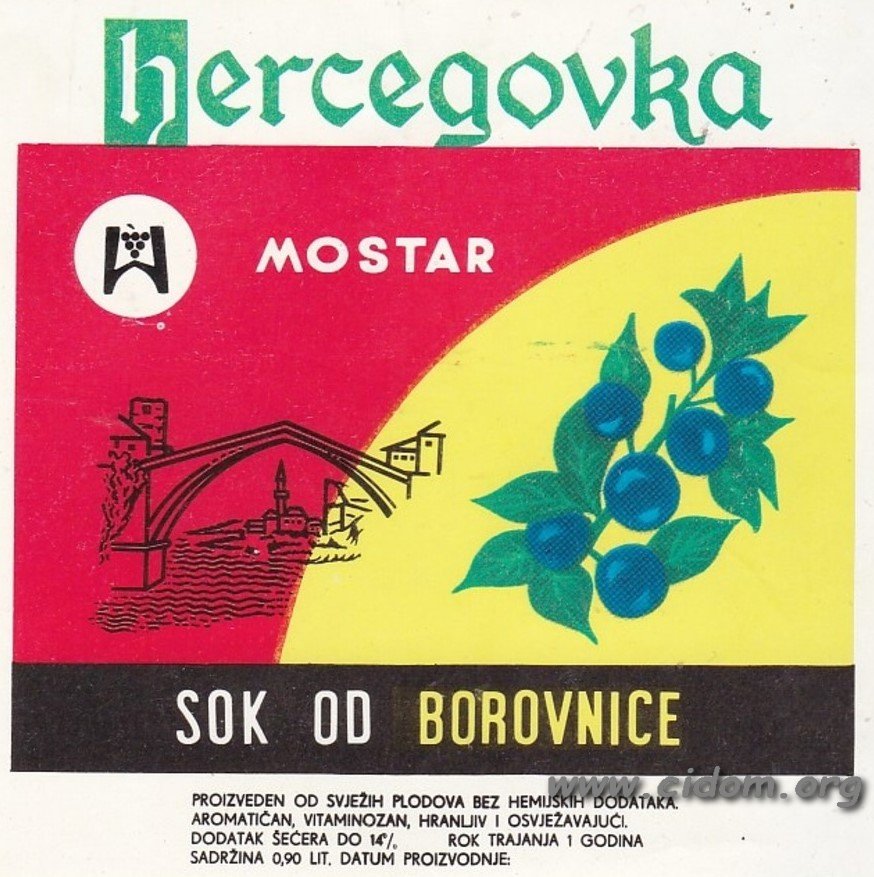 hercegovka
MOSTAR
SOK OD BOROVNICE
www.cidom.org
PROIZVEDEN OD SVJEŽIH PLODOVA BEZ HEMIJSKIH DODATAKA.
AROMATIČAN, VITAMINOZAN, HRANLJIV I OSVJEŽAVAJUĆI.
DODATAK ŠEĆERA DO 14% ROK TRAJANJA 1 GODINA
SADRŽINA 0,90 LIT. DATUM PROIZVODNJE: